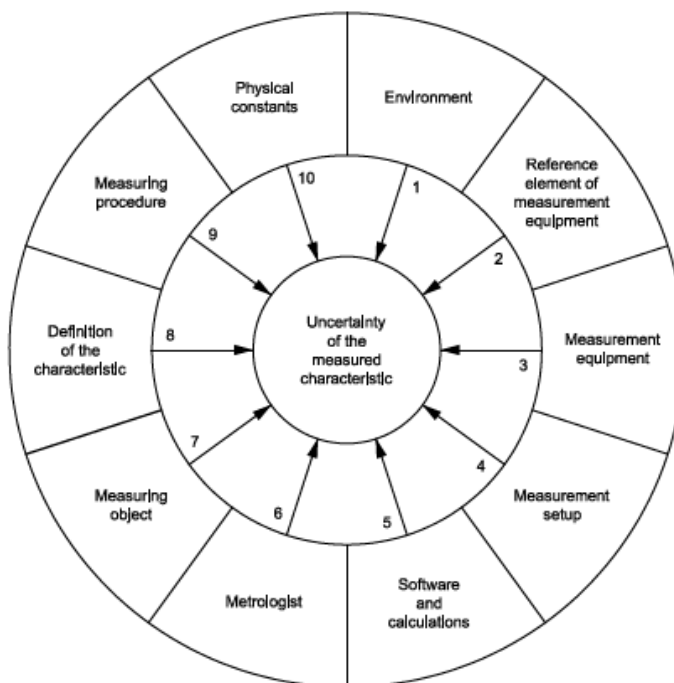 Physical
constants
Environment
Measuring
procedure
Reference
element of
measurement
equipment
10
1
9
2
Definition
of the
characteristic
8
Uncertainty
of the
measured
characteristic
3
Measurement
equipment
7
4
Measuring
object
6
5
Measurement
setup
Metrologist
Software
and
calculations